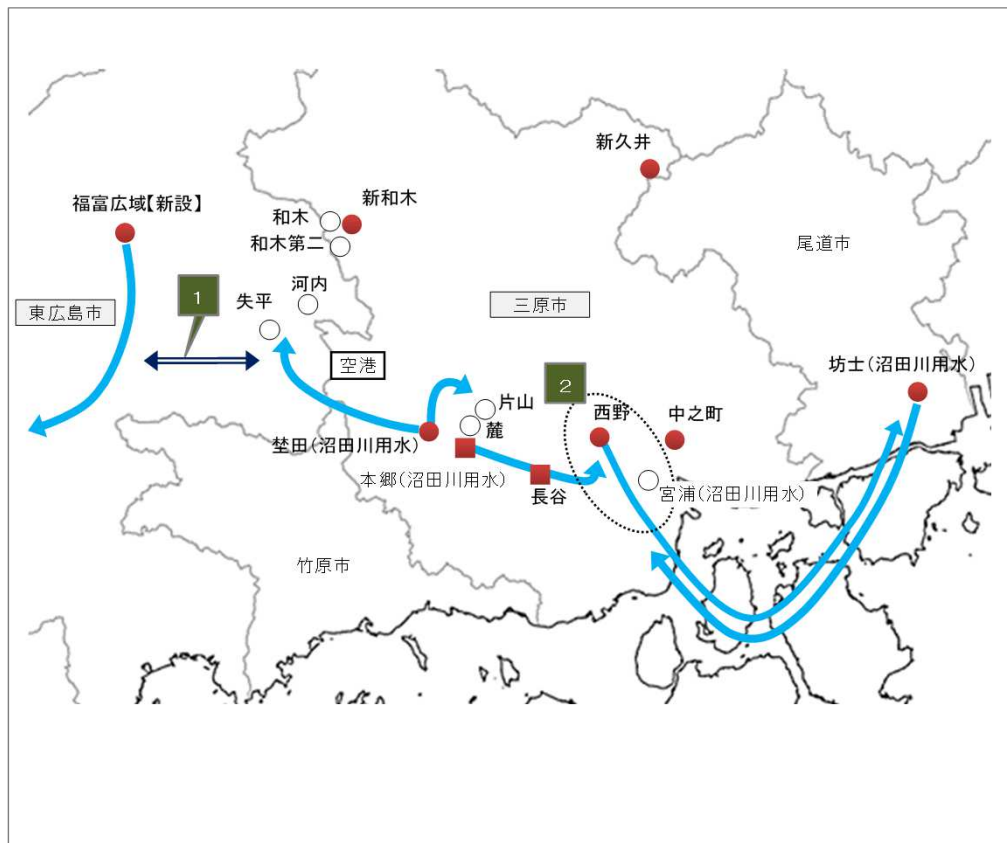 新久井
福富広域【新設】
和木
新和木
和木第二
尾道市
河内
1
失平
東広島市
三原市
空港
2
坊士(沼田川用水)
片山
西野
中之町
麓
埜田(沼田川用水)
本郷(沼田川用水)
長谷
宮浦(沼田川用水)
竹原市